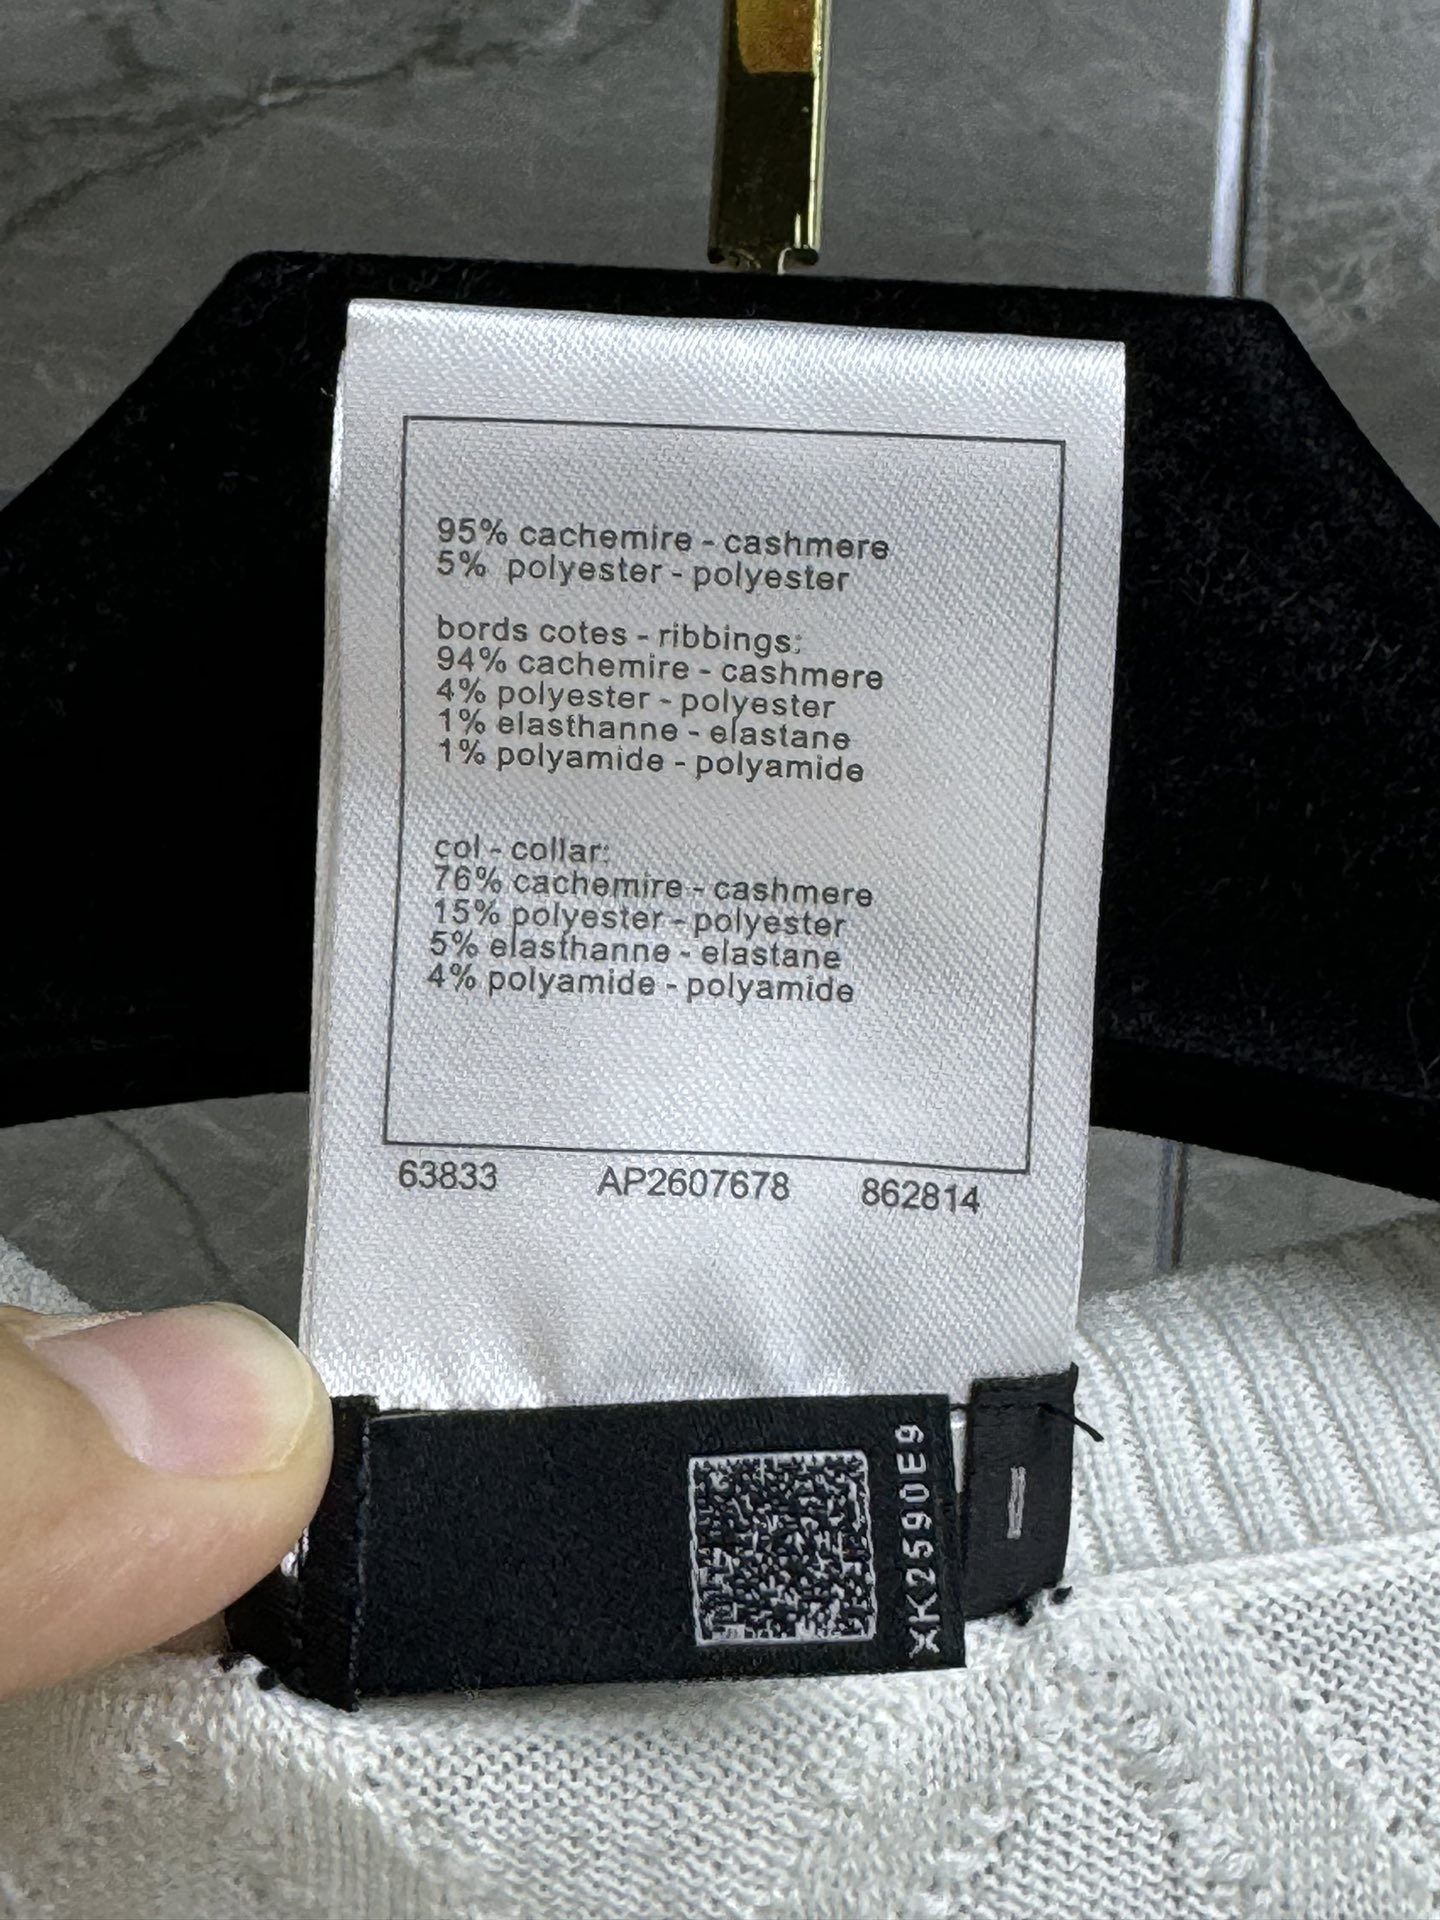 95% cachemire - cashmere
5% polyester - polyester
bords cotes - ribbings:
94% cachemire - cashmere
4% polyester - polyester
1% elasthanne - elastane
1% polyamide - polyamide
col - collar:
76% cachemire - cashmere
15% polyester - polyester
5% elasthanne - elastane
4% polyamide - polyamide
63833 AP2607678 862814
XK2590E9